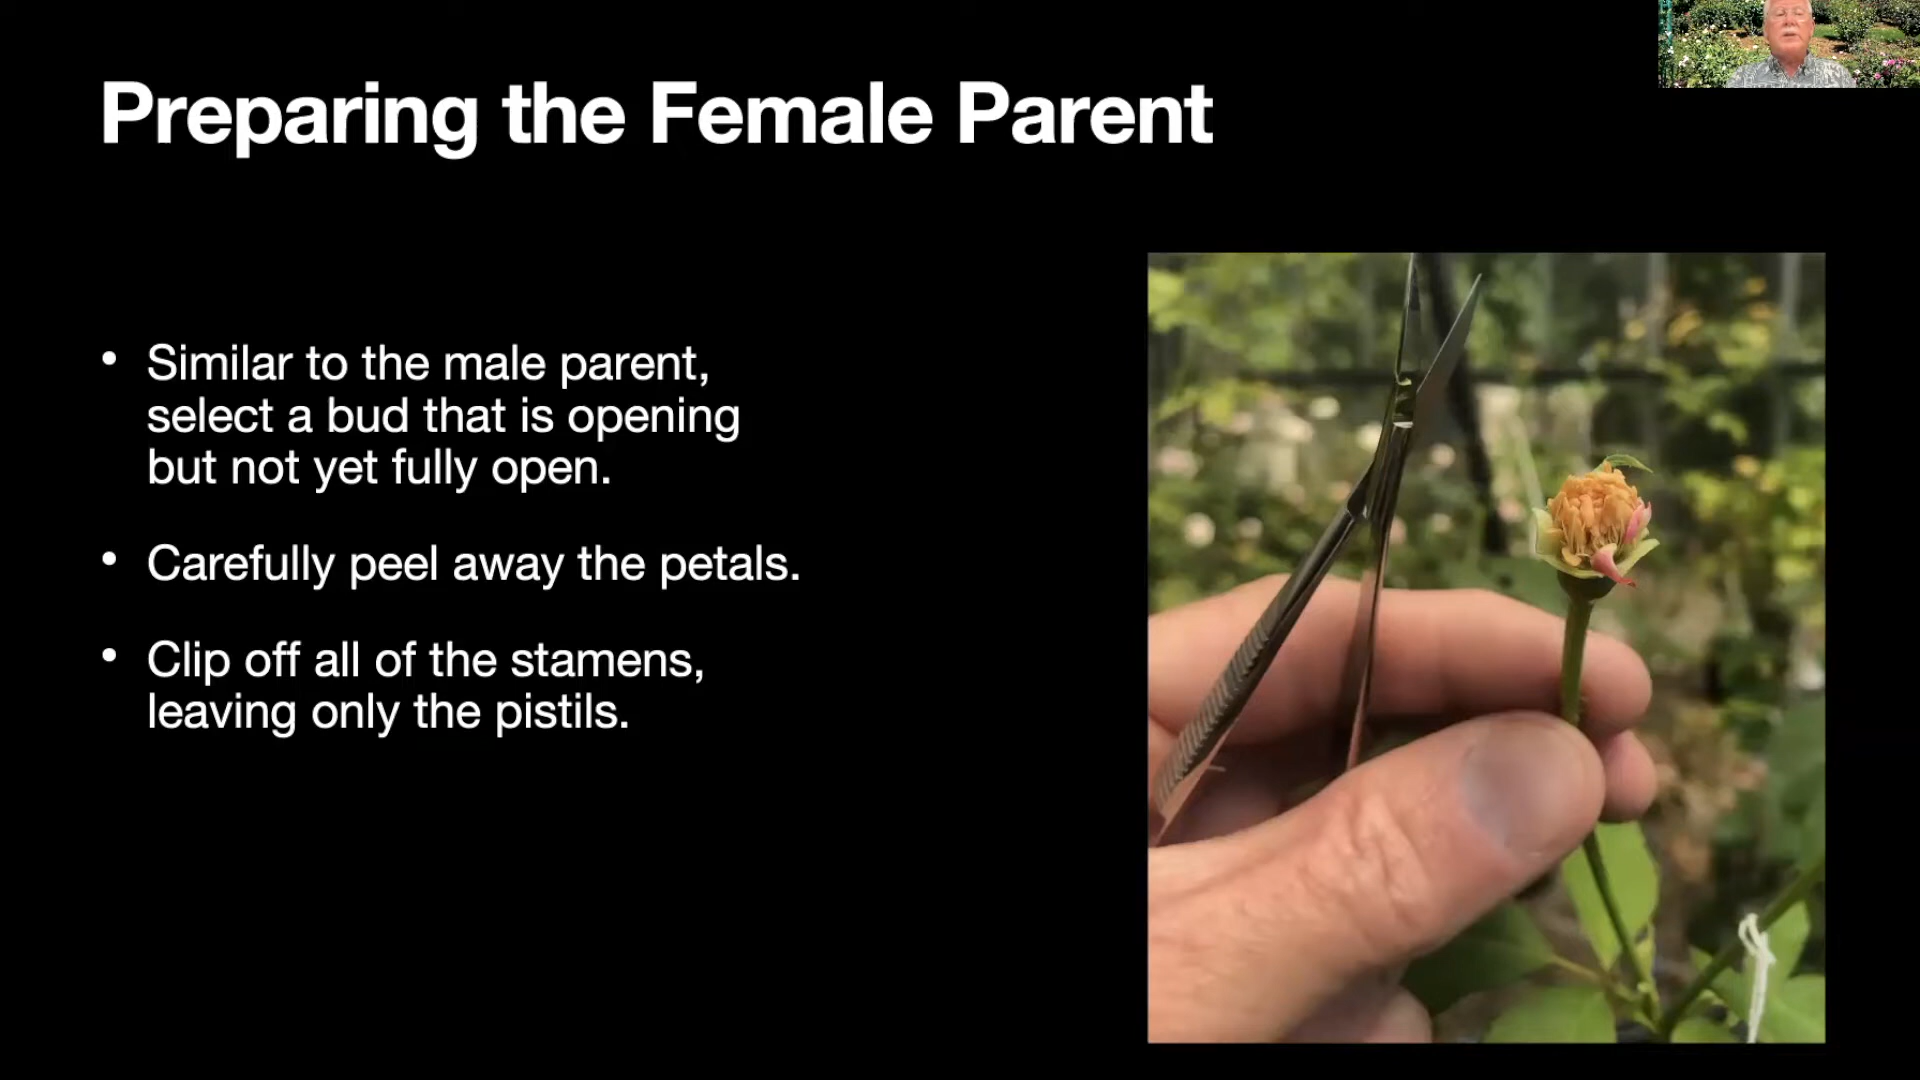 Preparing the Female Parent
• Similar to the male parent,
select a bud that is opening
but not yet fully open.
• Carefully peel away the petals.
• Clip off all of the stamens,
leaving only the pistils.